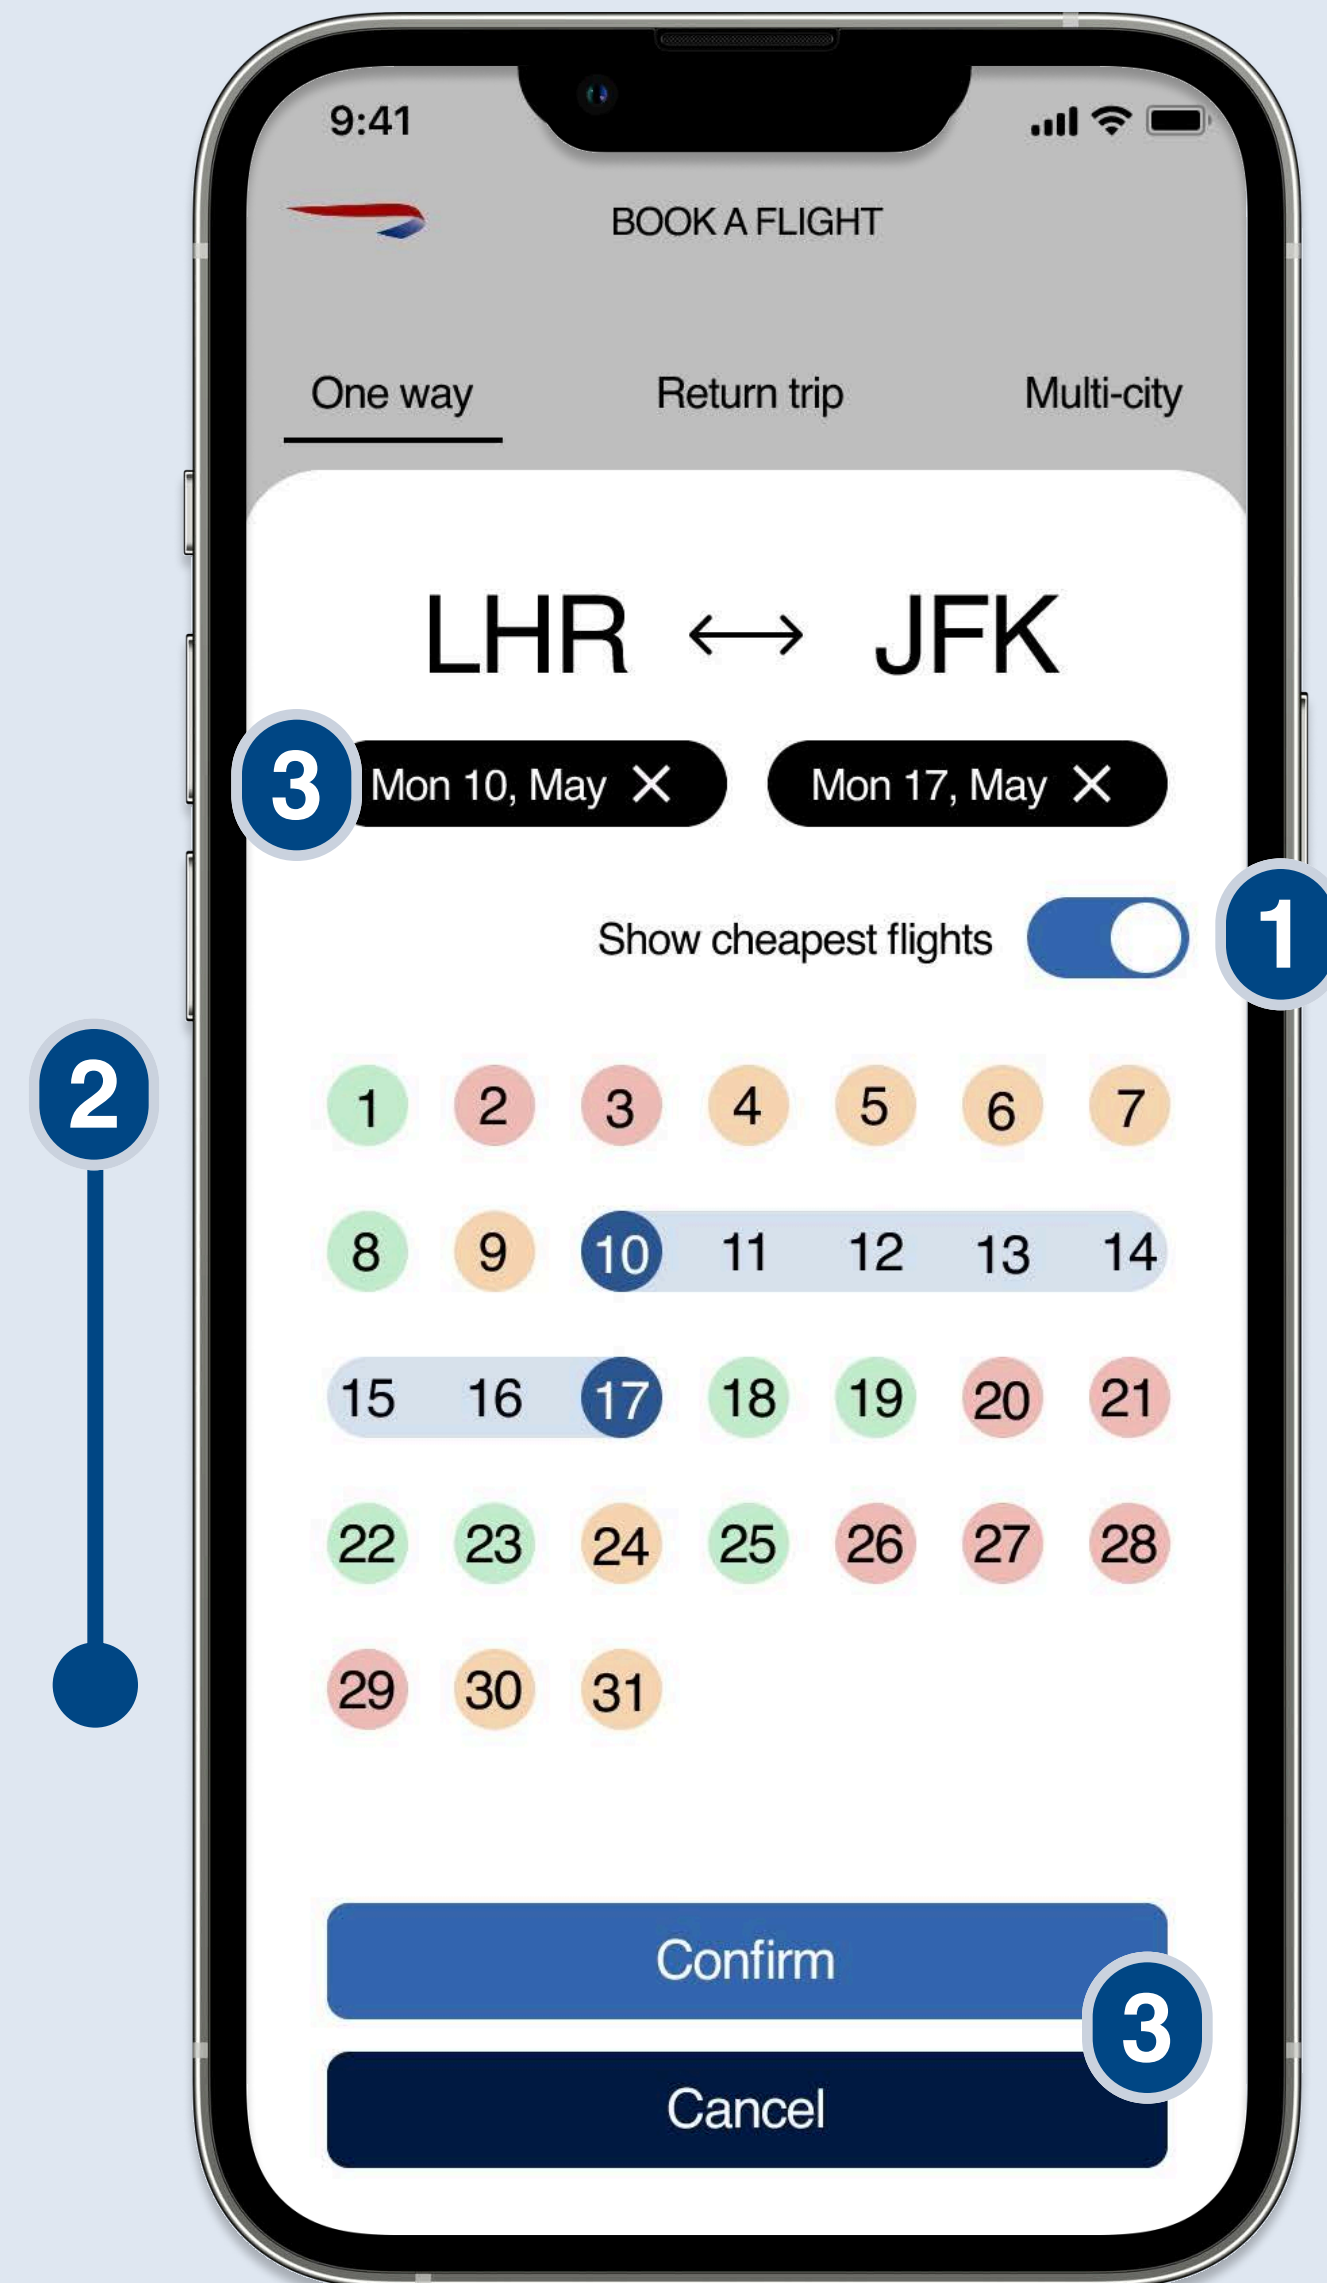 9:41
BOOK A FLIGHT
One way Return trip Multi-city
LHR ↔ JFK
3 Mon 10, May × Mon 17, May ×
Show cheapest flights 1
2 1 2 3 4 5 6 7
8 9 10 11 12 13 14
15 16 17 18 19 20 21
22 23 24 25 26 27 28
29 30 31
Confirm
3
Cancel